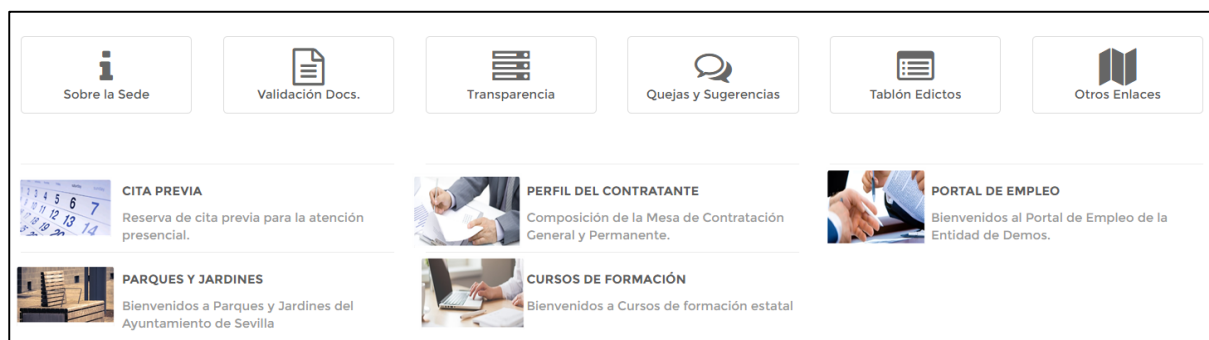 Sobre la Sede
Validación Docs.
Transparencia
Quejas y Sugerencias
Tablón Edictos
Otros Enlaces
CITA PREVIA
Reserva de cita previa para la atención
presencial.
PERFIL DEL CONTRATANTE
Composición de la Mesa de Contratación
General y Permanente.
PORTAL DE EMPLEO
Bienvenidos al Portal de Empleo de la
Entidad de Demos.
PARQUES Y JARDINES
Bienvenidos a Parques y Jardines del
Ayuntamiento de Sevilla
CURSOS DE FORMACIÓN
Bienvenidos a Cursos de formación estatal